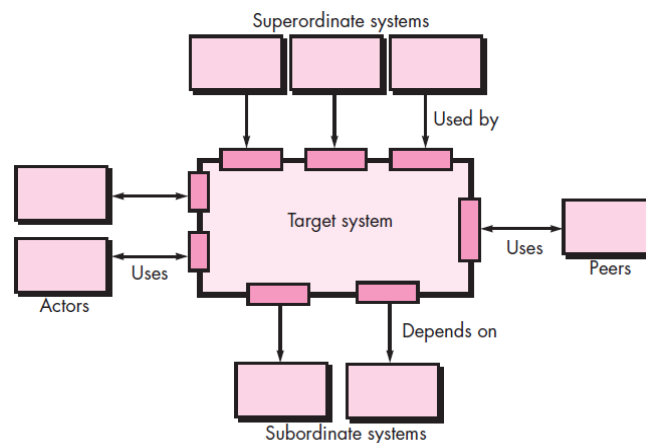 Superordinate systems
Used by
Target system
Uses
Uses
Actors
Peers
Depends on
Subordinate systems